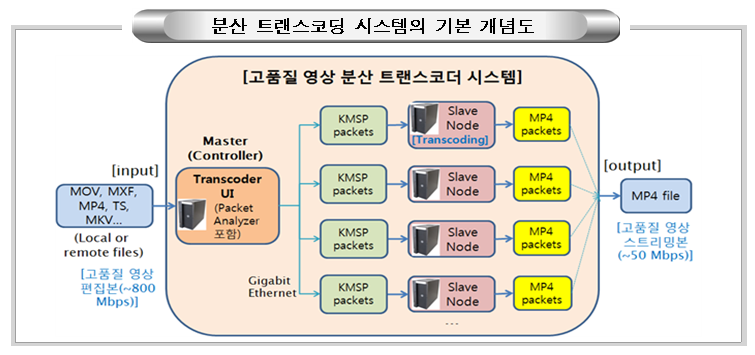 분산 트랜스코딩 시스템의 기본 개념도
[고품질 영상 분산 트랜스코더 시스템]
[input]
MOV, MXF,
MP4, TS,
MKV...
(Local or
remote files)
[고품질 영상
편집본(~800
Mbps)]
Master
(Controller)
Transcoder
UI
(Packet
Analyzer
포함)
Gigabit
Ethernet
KMSP
packets
Slave
Node
[Transcoding]
MP4
packets
KMSP
packets
Slave
Node
MP4
packets
KMSP
packets
Slave
Node
MP4
packets
KMSP
packets
Slave
Node
MP4
packets
...
[output]
MP4 file
[고품질 영상
스트리밍본
(~50 Mbps)]